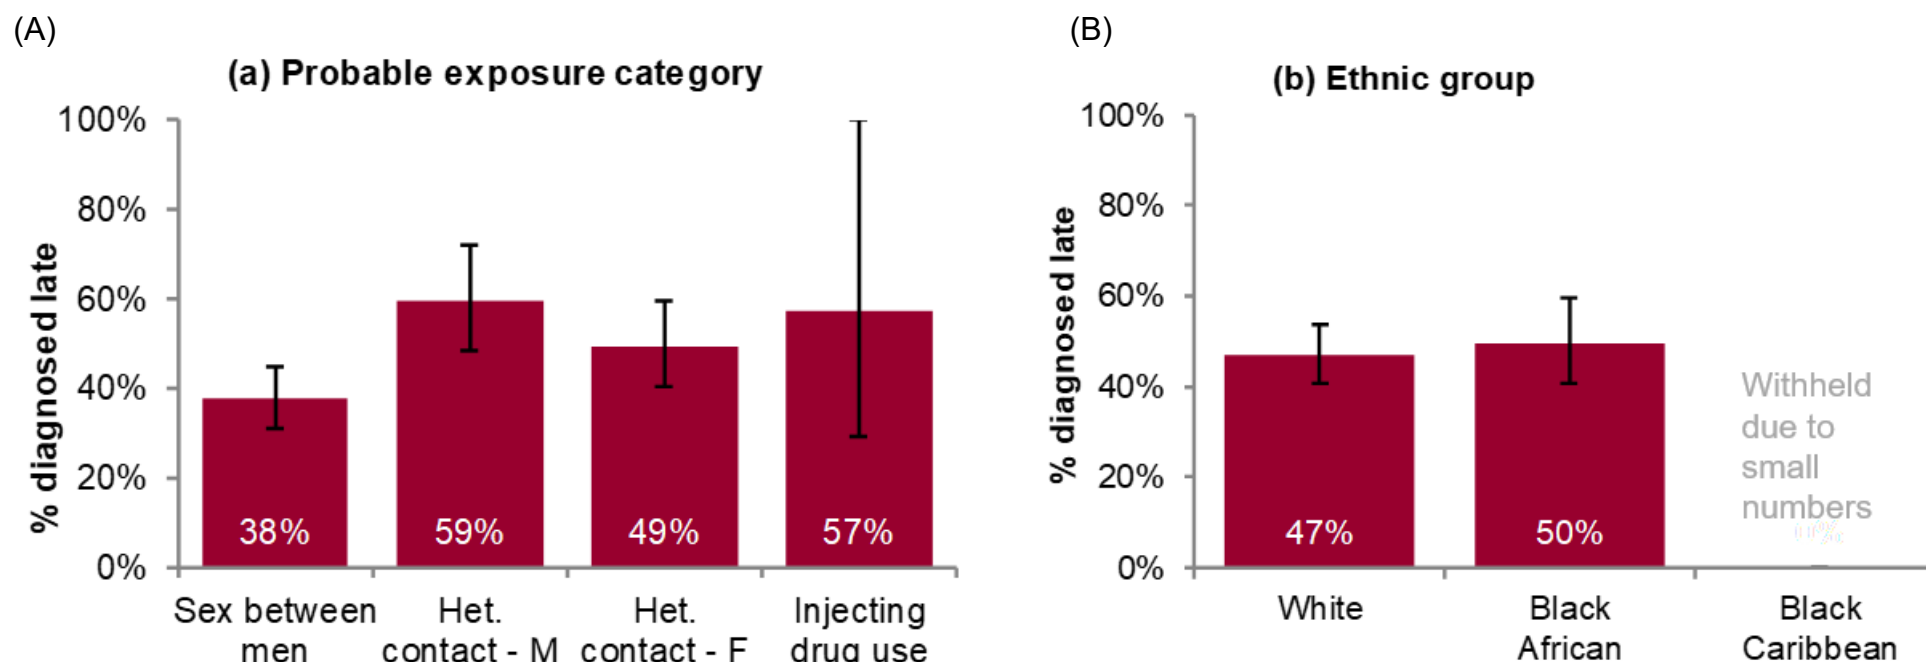 (A)
(a) Probable exposure category
% diagnosed late
100%
80%
60%
40%
20%
0%
38%
59%
49%
57%
Sex between
men
Het.
contact - M
Het.
contact - F
Injecting
drug use
(B)
(b) Ethnic group
% diagnosed late
100%
80%
60%
40%
20%
0%
47%
50%
Withheld
due to
small
numbers
0%
White
Black
African
Black
Caribbean